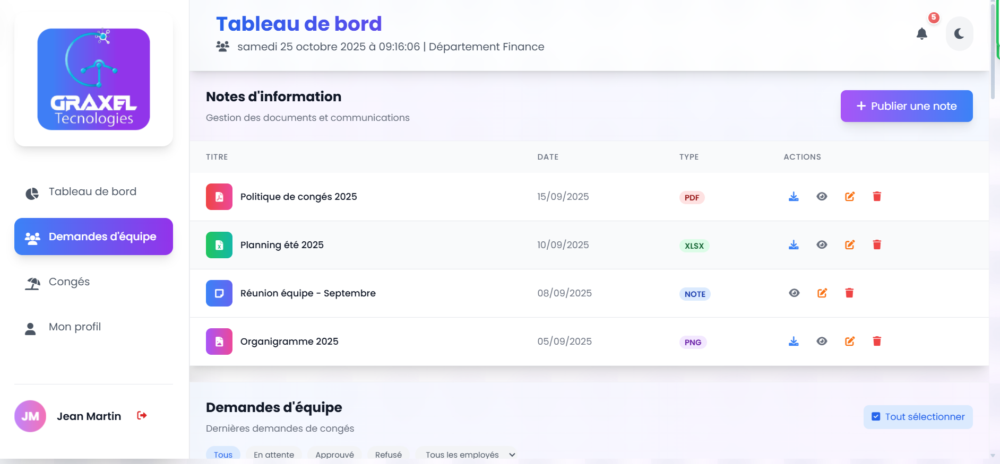 GRAXEL
Tecnologies
Tableau de bord
Demandes d'équipe
Congés
Mon profil
JM
Jean Martin
Tableau de bord
samedi 25 octobre 2025 à 09:16:06 | Département Finance
5
Notes d'information
Gestion des documents et communications
+ Publier une note
TITRE DATE TYPE ACTIONS
Politique de congés 2025 15/09/2025 PDF
Planning été 2025 10/09/2025 XLSX
Réunion équipe - Septembre 08/09/2025 NOTE
Organigramme 2025 05/09/2025 PNG
Demandes d'équipe
Dernières demandes de congés
Tout sélectionner
Tous En attente Approuvé Refusé Tous les employés